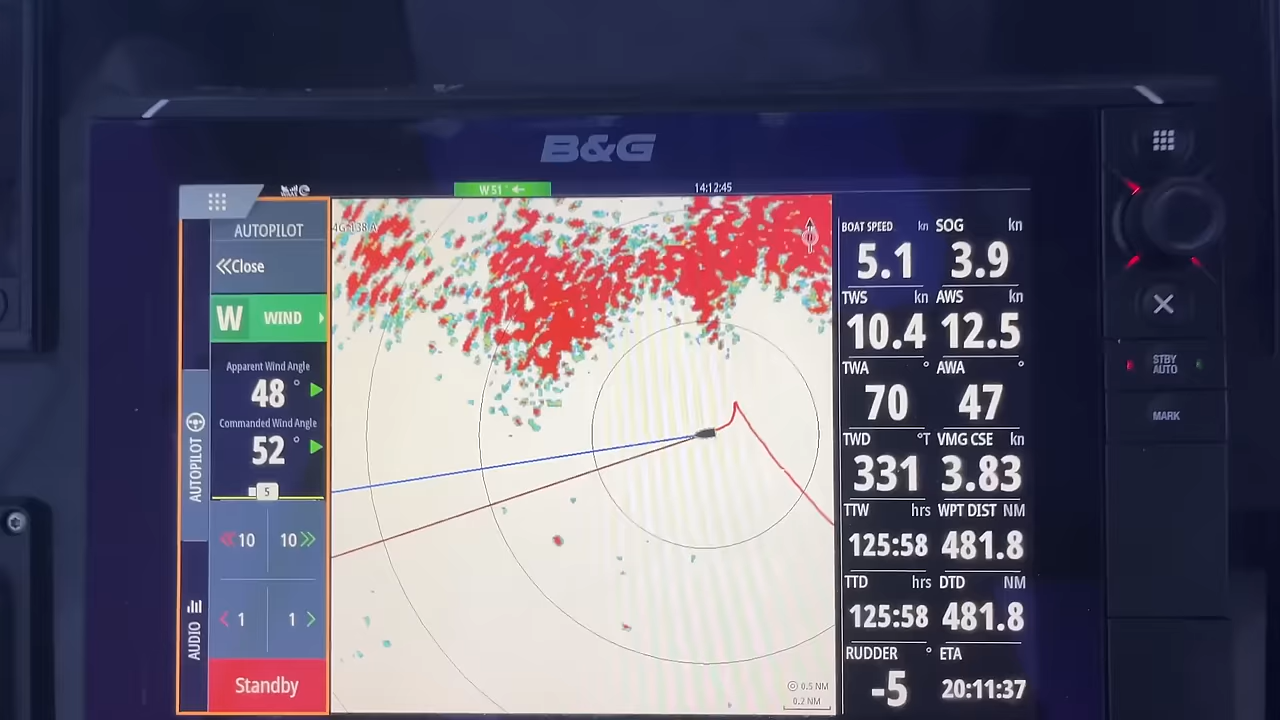 B&G
W 51°
14:12:45
AUTOPILOT
Close
W WIND
Apparent Wind Angle
48°
Commanded Wind Angle
52°
5
10 10
1 1
Standby
AUTOPILOT
AUDIO
4G 138 A
0.5 NM
0.2 NM
BOAT SPEED kn SOG kn
5.1 3.9
TWS kn AWS kn
10.4 12.5
TWA ° AWA °
70 47
TWD °T VMG CSE kn
331 3.83
TTW hrs WPT DIST NM
125:58 481.8
TTD hrs DTD NM
125:58 481.8
RUDDER ° ETA
-5 20:11:37
STBY
AUTO
MARK